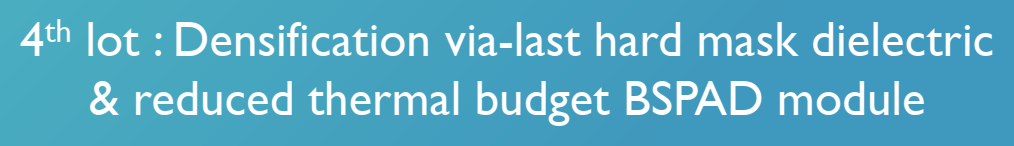 4th lot : Densification via-last hard mask dielectric
& reduced thermal budget BSPAD module